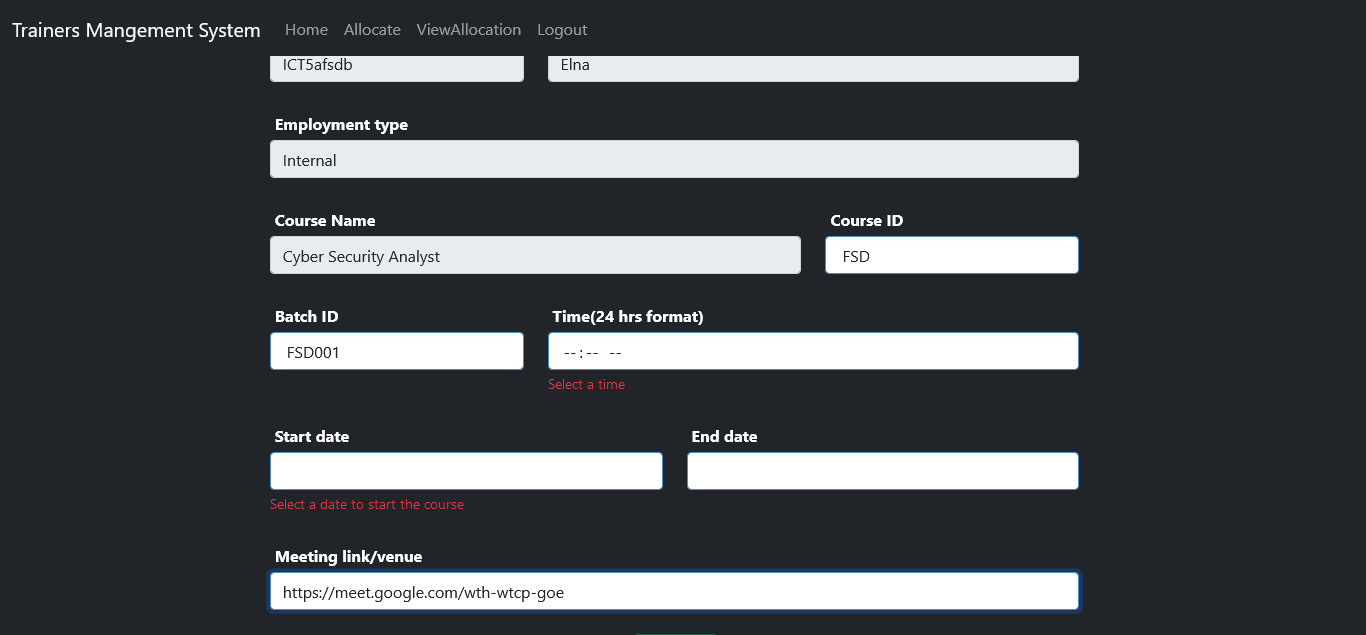 Trainers Mangement System Home Allocate ViewAllocation Logout
ICT5afsdb Elna
Employment type
Internal
Course Name Course ID
Cyber Security Analyst FSD
Batch ID Time(24 hrs format)
FSD001 --:-- --
Select a time
Start date End date
Select a date to start the course
Meeting link/venue
https://meet.google.com/wth-wtcp-goe